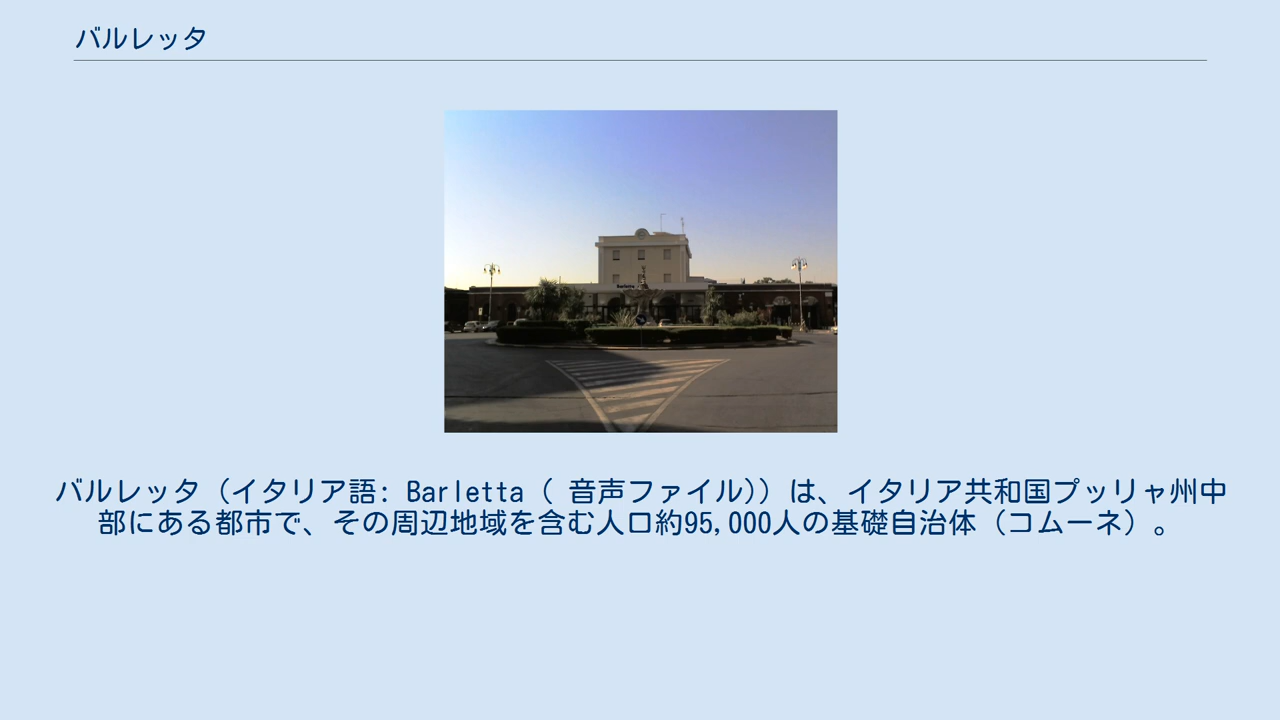 バルレッタ
Barletta
バルレッタ（イタリア語: Barletta ( 音声ファイル)）は、イタリア共和国プッリャ州中
部にある都市で、その周辺地域を含む人口約95,000人の基礎自治体（コムーネ）。